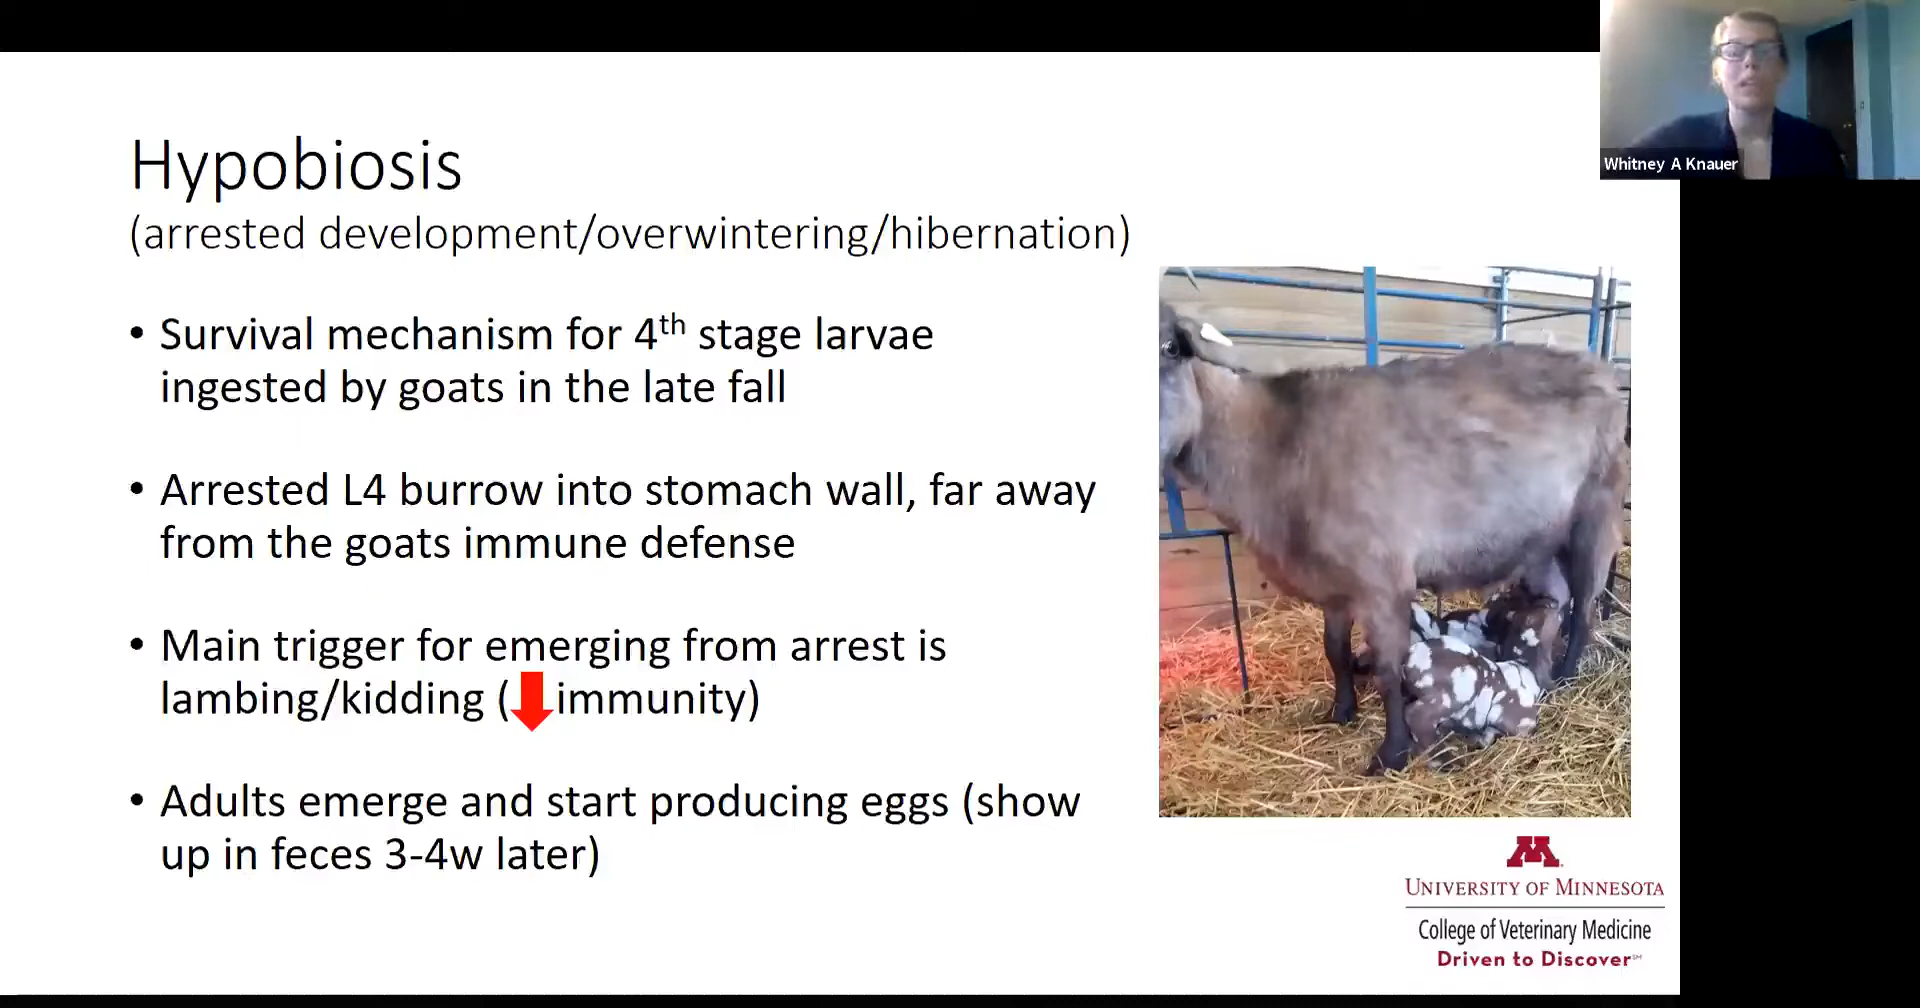 Whitney A Knauer
Hypobiosis
(arrested development/overwintering/hibernation)
• Survival mechanism for 4th stage larvae
ingested by goats in the late fall
• Arrested L4 burrow into stomach wall, far away
from the goats immune defense
• Main trigger for emerging from arrest is
lambing/kidding ( immunity)
• Adults emerge and start producing eggs (show
up in feces 3-4w later)
M
UNIVERSITY OF MINNESOTA
College of Veterinary Medicine
Driven to Discover℠